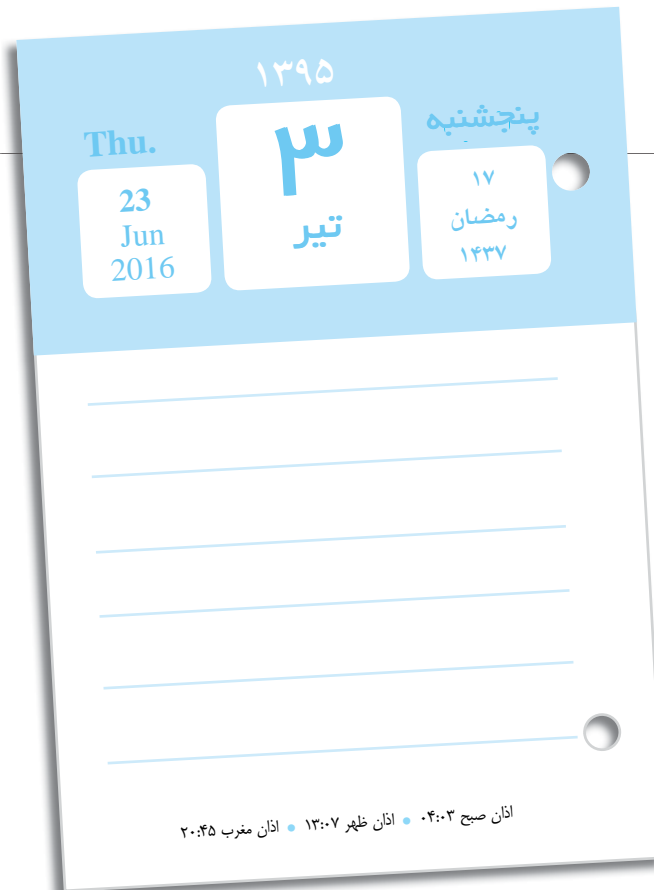 ۱۳۹۵
پنجشنبه
۱۷
رمضان
۱۴۳۷
۳
تیر
Thu.
23
Jun
2016
اذان صبح ۰۴:۰۳ • اذان ظهر ۱۳:۰۷ • اذان مغرب ۲۰:۴۵